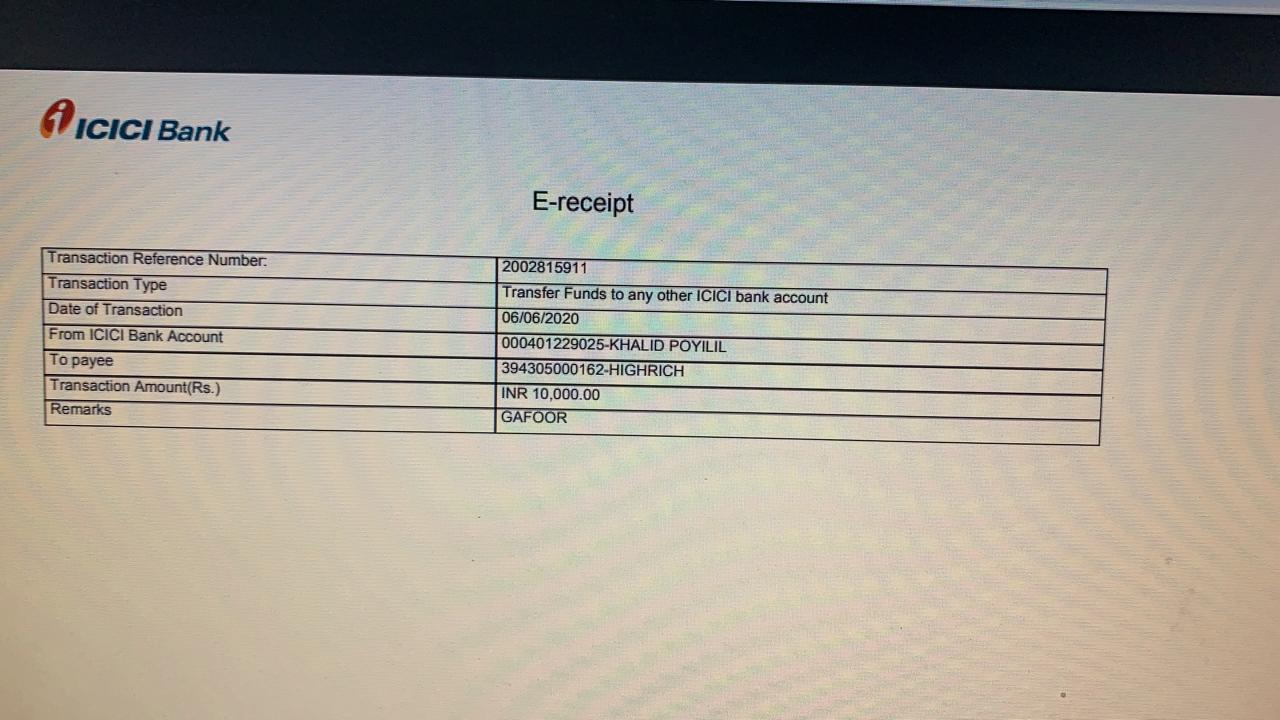 ICICI Bank
E-receipt
Transaction Reference Number: 2002815911
Transaction Type Transfer Funds to any other ICICI bank account
Date of Transaction 06/06/2020
From ICICI Bank Account 000401229025-KHALID POYILIL
To payee 394305000162-HIGHRICH
Transaction Amount(Rs.) INR 10,000.00
Remarks GAFOOR